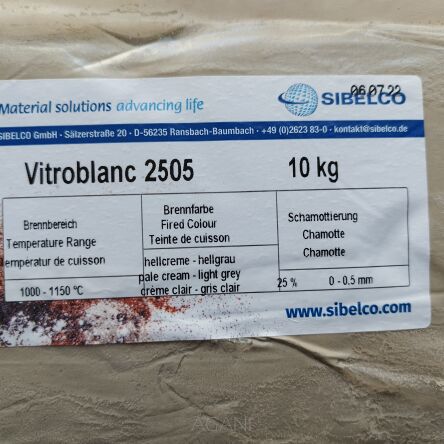 06.07.22
Material solutions advancing life
SIBELCO
SIBELCO GmbH · Sälzerstraße 20 · D-56235 Ransbach-Baumbach · +49 (0)2623 83-0 · kontakt@sibelco.de
Vitroblanc 2505 10 kg
Brennbereich
Temperature Range
emperatur de cuisson
Brennfarbe
Fired Colour
Teinte de cuisson
Schamottierung
Chamotte
Chamotte
1000 - 1150 °C
hellcreme - hellgrau
pale cream - light grey
crème clair - gris clair
25 % 0 - 0.5 mm
www.sibelco.com
AGANE